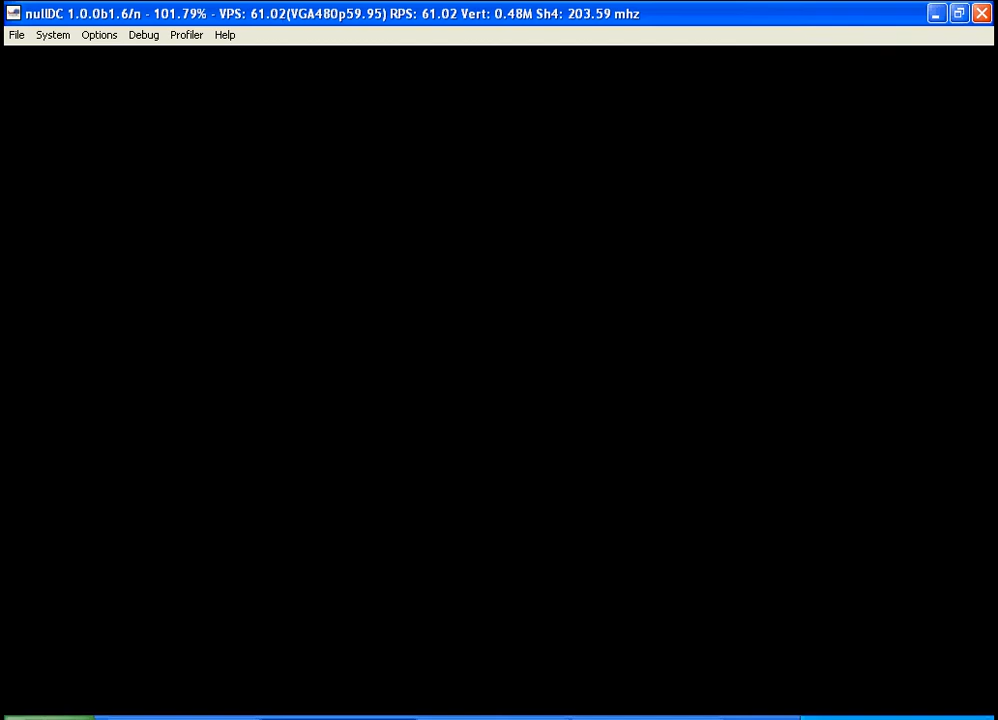 nullDC 1.0.0b1.6/n - 101.79% - VPS: 61.02(VGA480p59.95) RPS: 61.02 Vert: 0.48M Sh4: 203.59 mhz
File System Options Debug Profiler Help